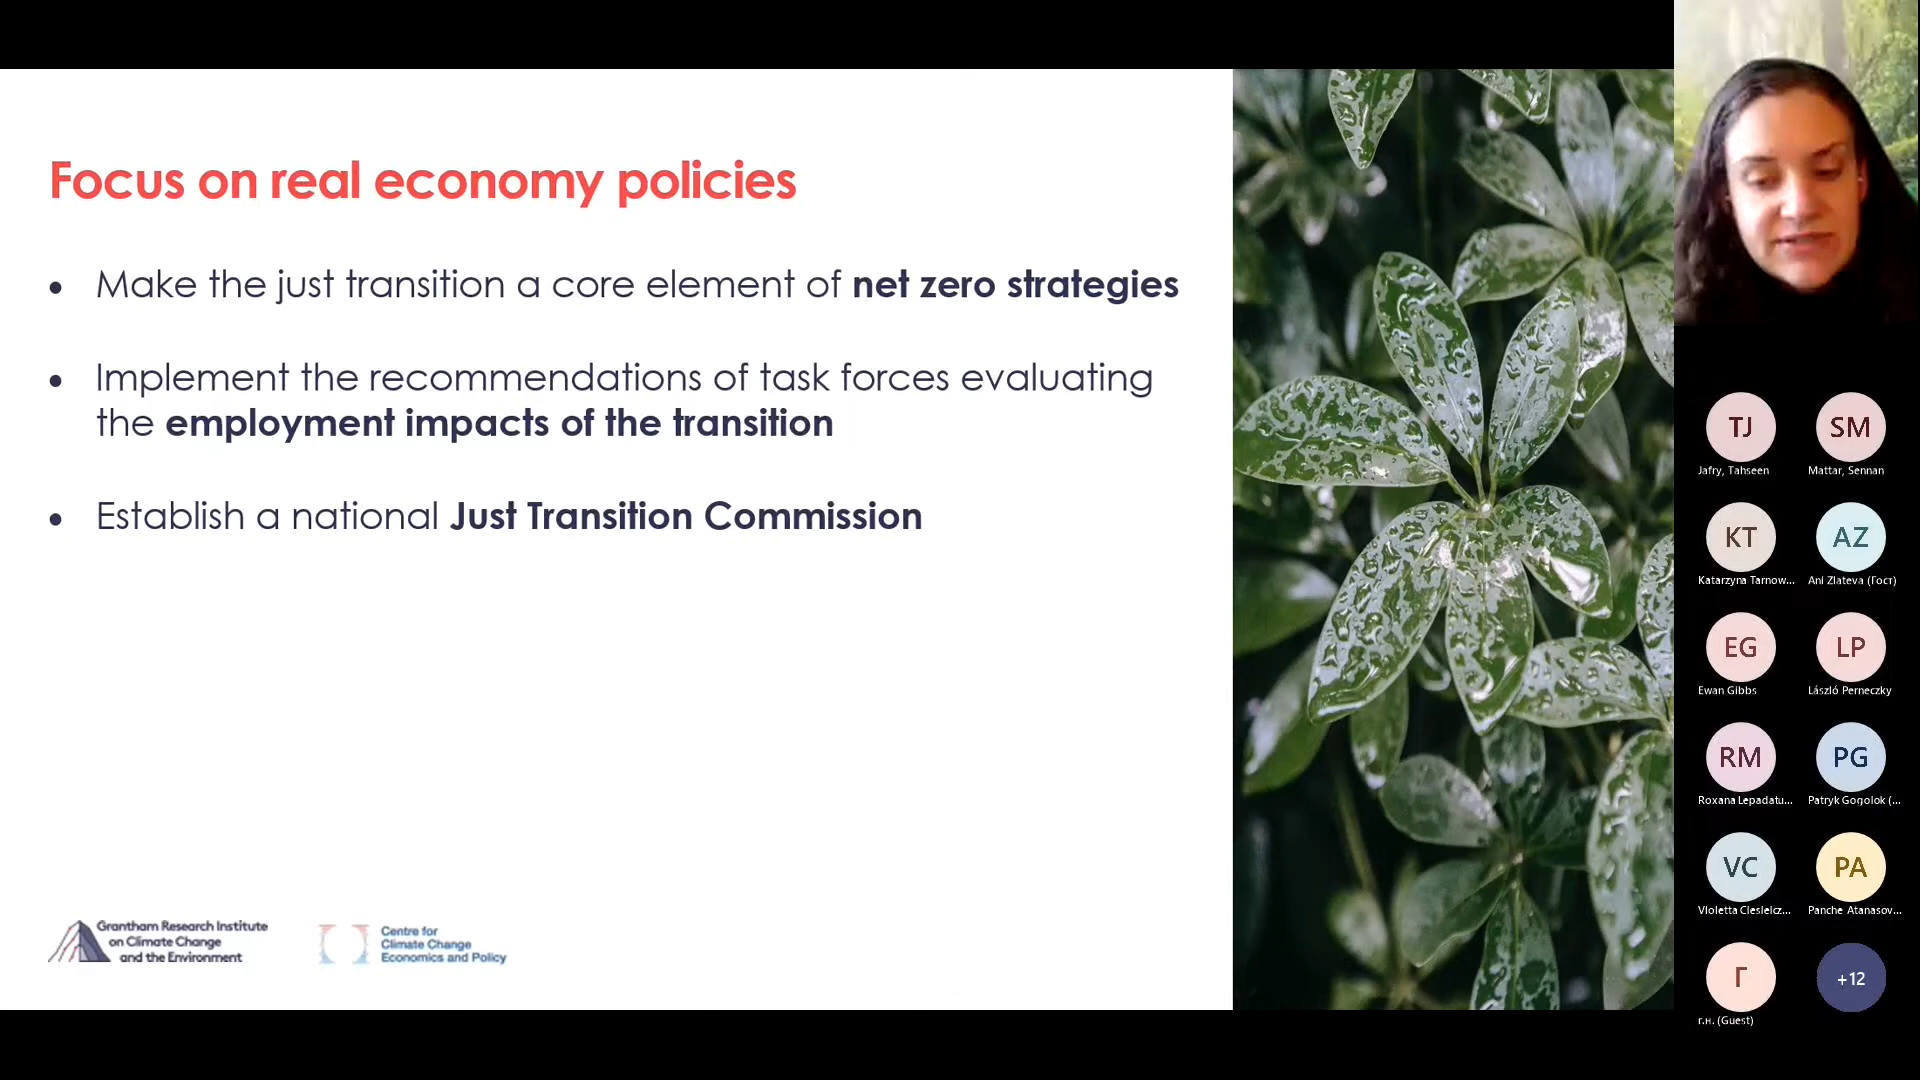 Focus on real economy policies
• Make the just transition a core element of net zero strategies
• Implement the recommendations of task forces evaluating
the employment impacts of the transition
• Establish a national Just Transition Commission
Grantham Research Institute
on Climate Change
and the Environment
Centre for
Climate Change
Economics and Policy
TJ
Jafry, Tahseen
SM
Mattar, Sennan
KT
Katarzyna Tarnow...
AZ
Ani Zlateva (Гост)
EG
Ewan Gibbs
LP
László Perneczky
RM
Roxana Lepadatu...
PG
Patryk Gogolok (...
VC
Violetta Ciesielcz...
PA
Panche Atanasov...
Г
г.н. (Guest)
+12